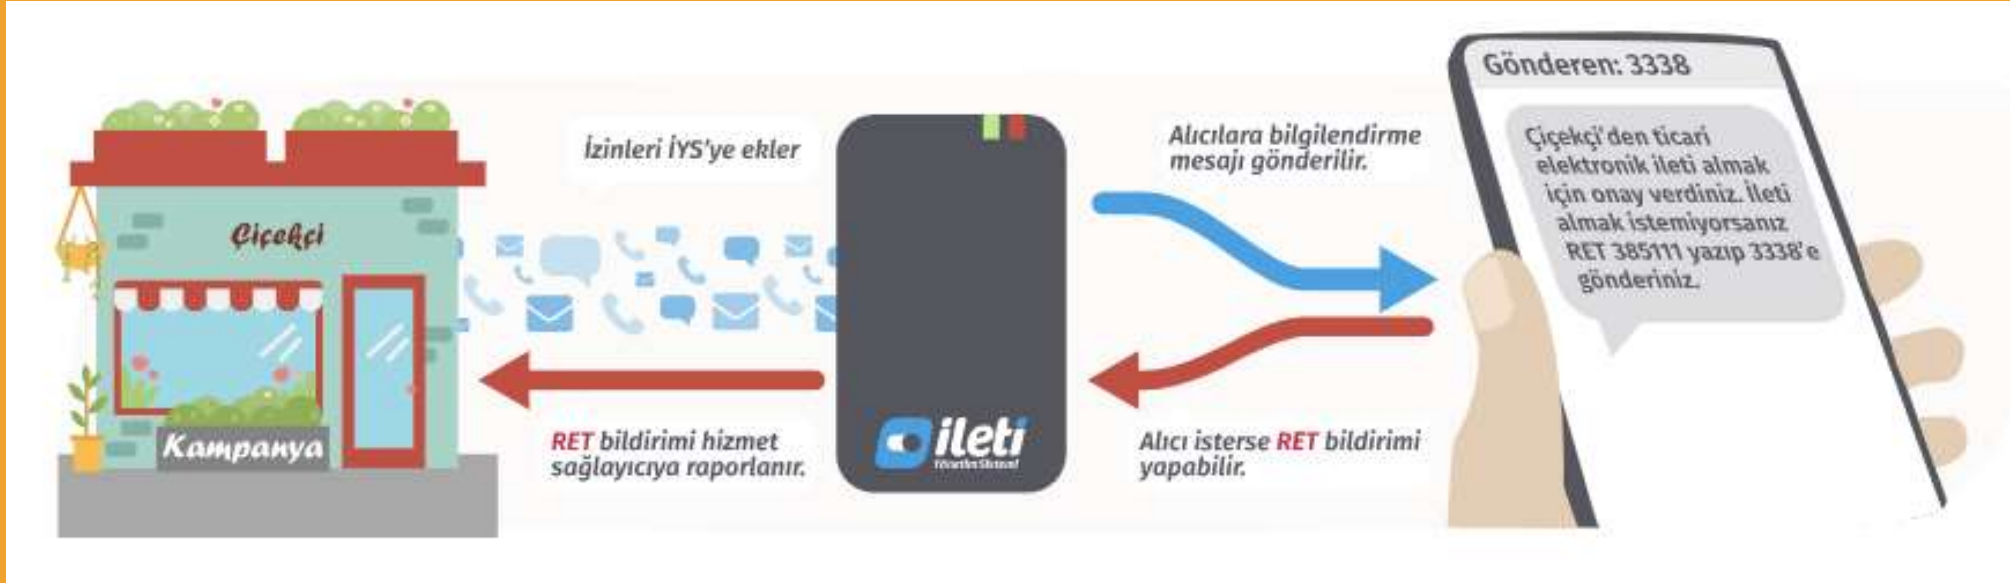 Çiçekçi
Kampanya
İzinleri İYS'ye ekler
RET bildirimi hizmet
sağlayıcıya raporlanır.
ileti
Yönetim Sistemi
Alıcılara bilgilendirme
mesajı gönderilir.
Alıcı isterse RET bildirimi
yapabilir.
Gönderen: 3338
Çiçekçi'den ticari
elektronik ileti almak
için onay verdiniz. İleti
almak istemiyorsanız
RET 385111 yazıp 3338'e
gönderiniz.